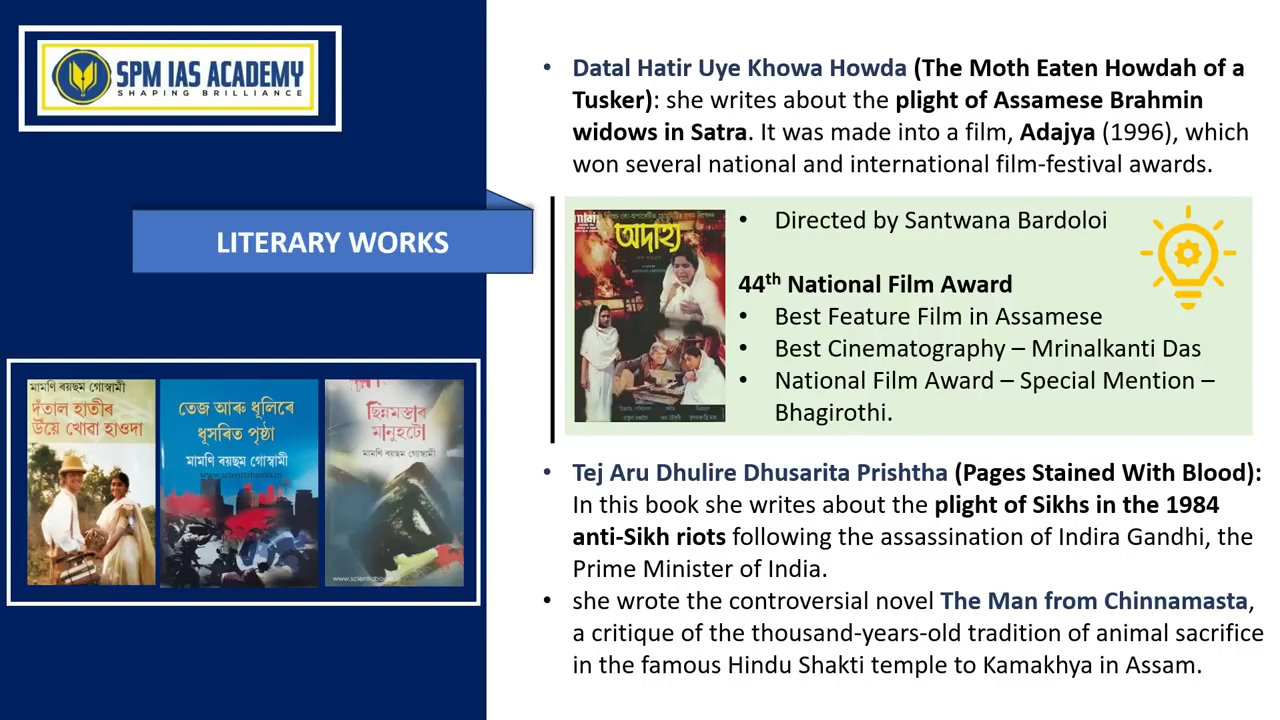 SPM IAS ACADEMY
SHAPING BRILLIANCE
LITERARY WORKS
মামণি ৰয়ছম গোস্বামী
দঁতাল হাতীৰ
উঁয়ে খোৱা হাওদা
তেজ আৰু ধূলিৰে
ধূসৰিত পৃষ্ঠা
মামণি ৰয়ছম গোস্বামী
www.scientiabooks.in
ছিন্নমস্তাৰ
মানুহটো
মামণি ৰয়ছম গোস্বামী
• Datal Hatir Uye Khowa Howda (The Moth Eaten Howdah of a
Tusker): she writes about the plight of Assamese Brahmin
widows in Satra. It was made into a film, Adajya (1996), which
won several national and international film-festival awards.
অদাহ্য
• Directed by Santwana Bardoloi
44th National Film Award
• Best Feature Film in Assamese
• Best Cinematography – Mrinalkanti Das
• National Film Award – Special Mention –
Bhagirothi.
• Tej Aru Dhulire Dhusarita Prishtha (Pages Stained With Blood):
In this book she writes about the plight of Sikhs in the 1984
anti-Sikh riots following the assassination of Indira Gandhi, the
Prime Minister of India.
• she wrote the controversial novel The Man from Chinnamasta,
a critique of the thousand-years-old tradition of animal sacrifice
in the famous Hindu Shakti temple to Kamakhya in Assam.